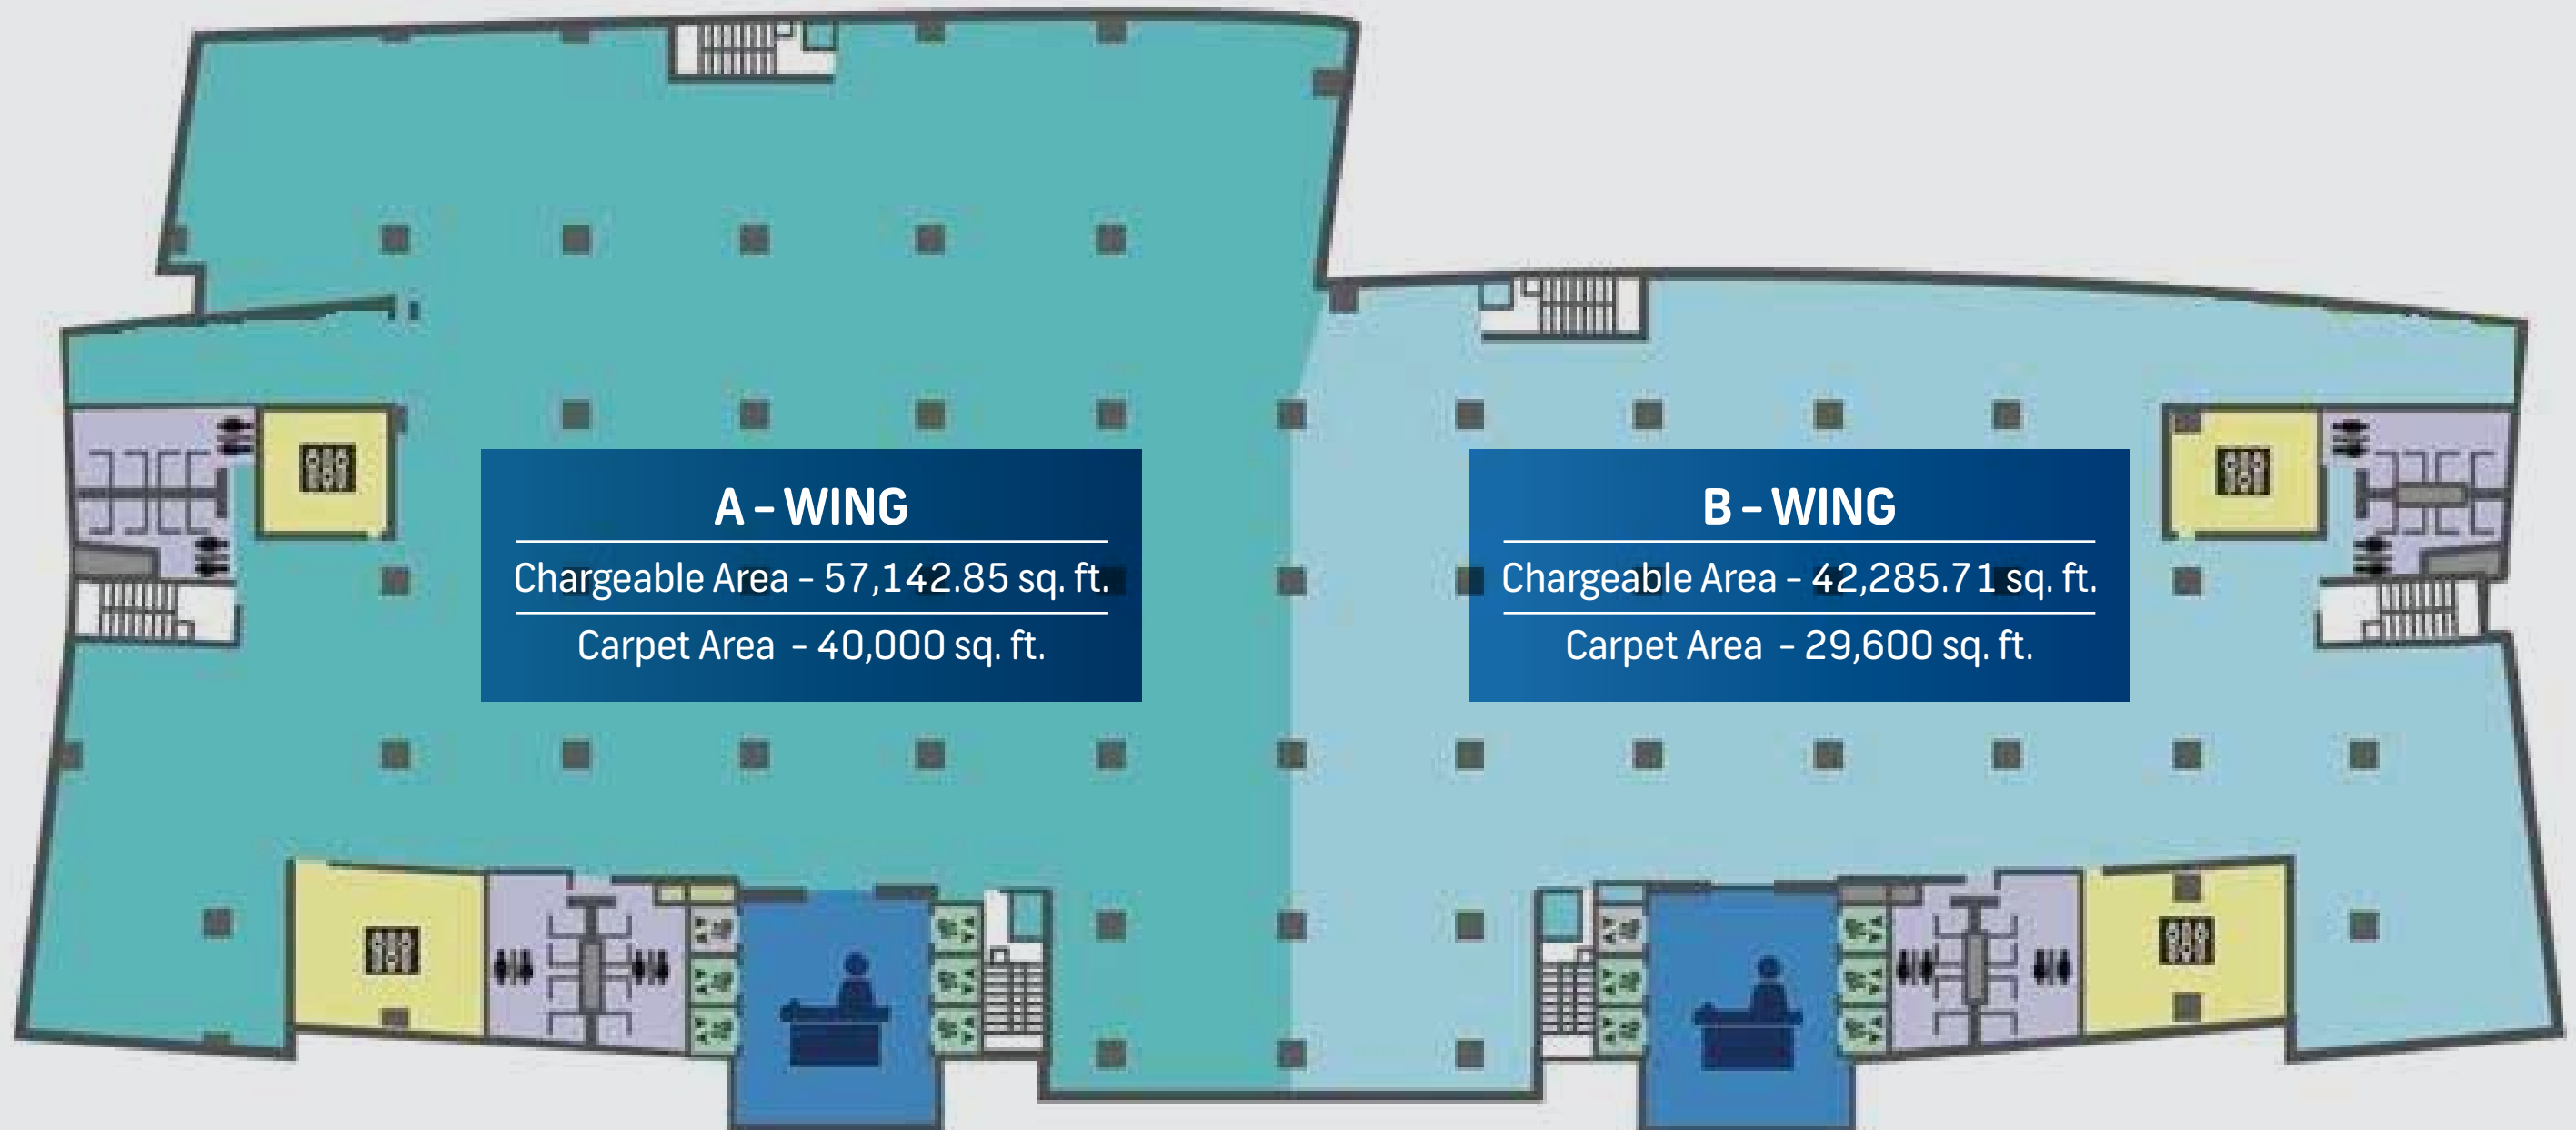 A – WING
Chargeable Area - 57,142.85 sq. ft.
Carpet Area - 40,000 sq. ft.
B – WING
Chargeable Area - 42,285.71 sq. ft.
Carpet Area - 29,600 sq. ft.